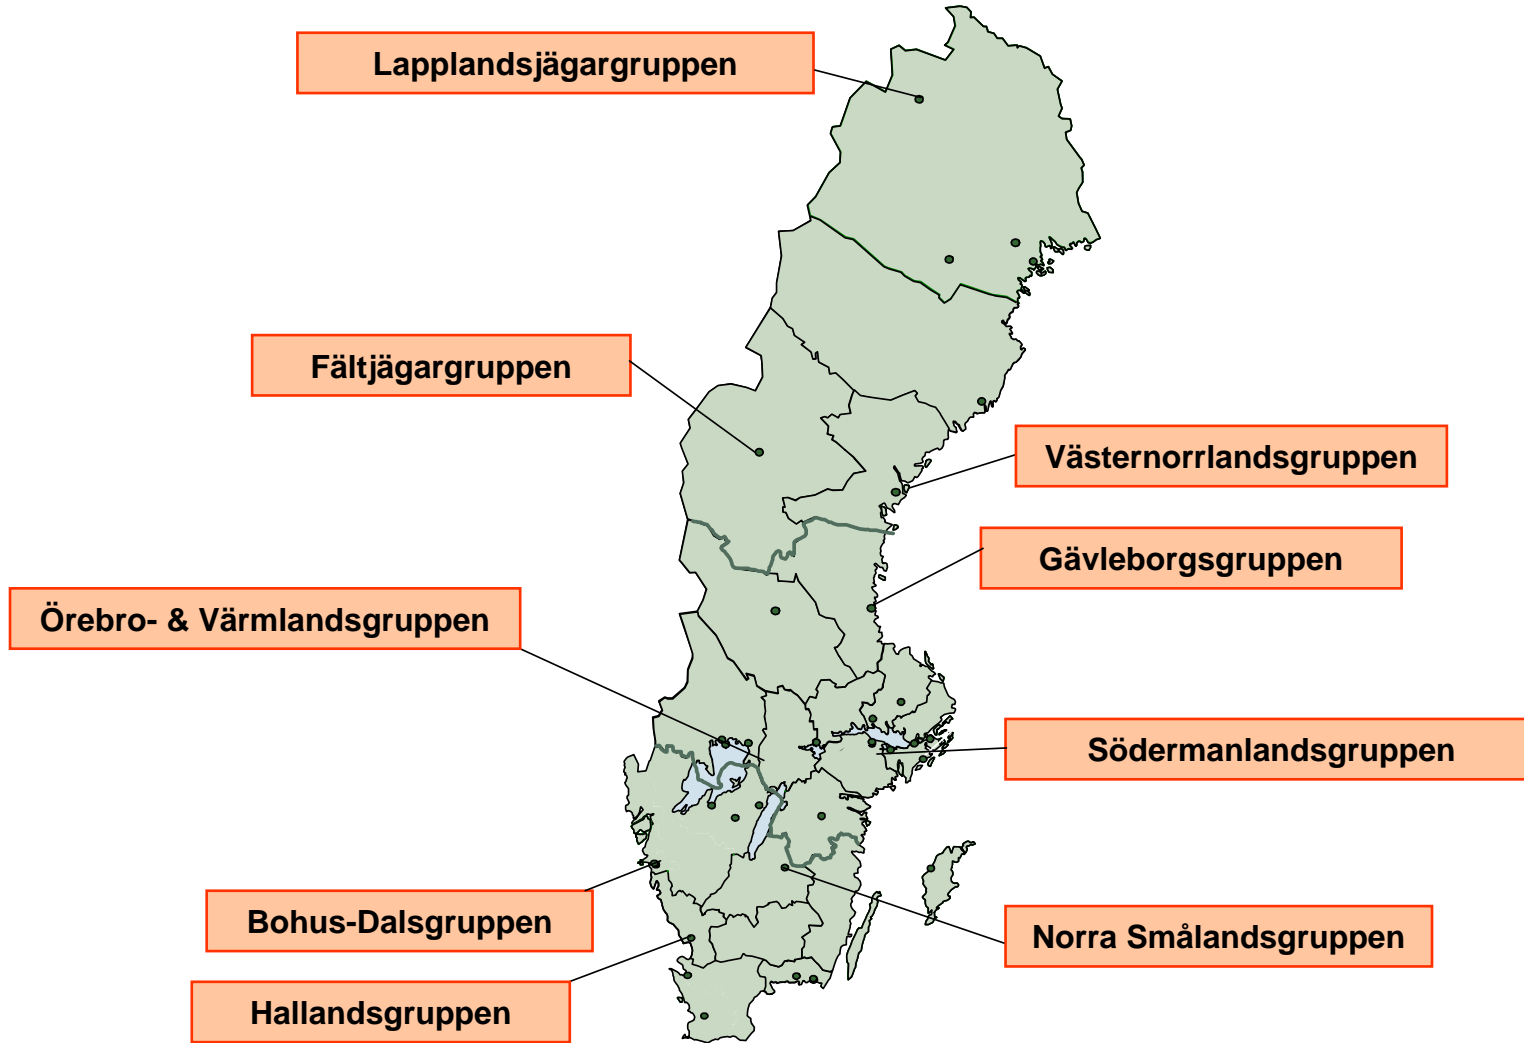 Lapplandsjägargruppen
Fältjägargruppen
Västernorrlandsgruppen
Gävleborgsgruppen
Örebro- & Värmlandsgruppen
Södermanlandsgruppen
Bohus-Dalsgruppen
Norra Smålandsgruppen
Hallandsgruppen